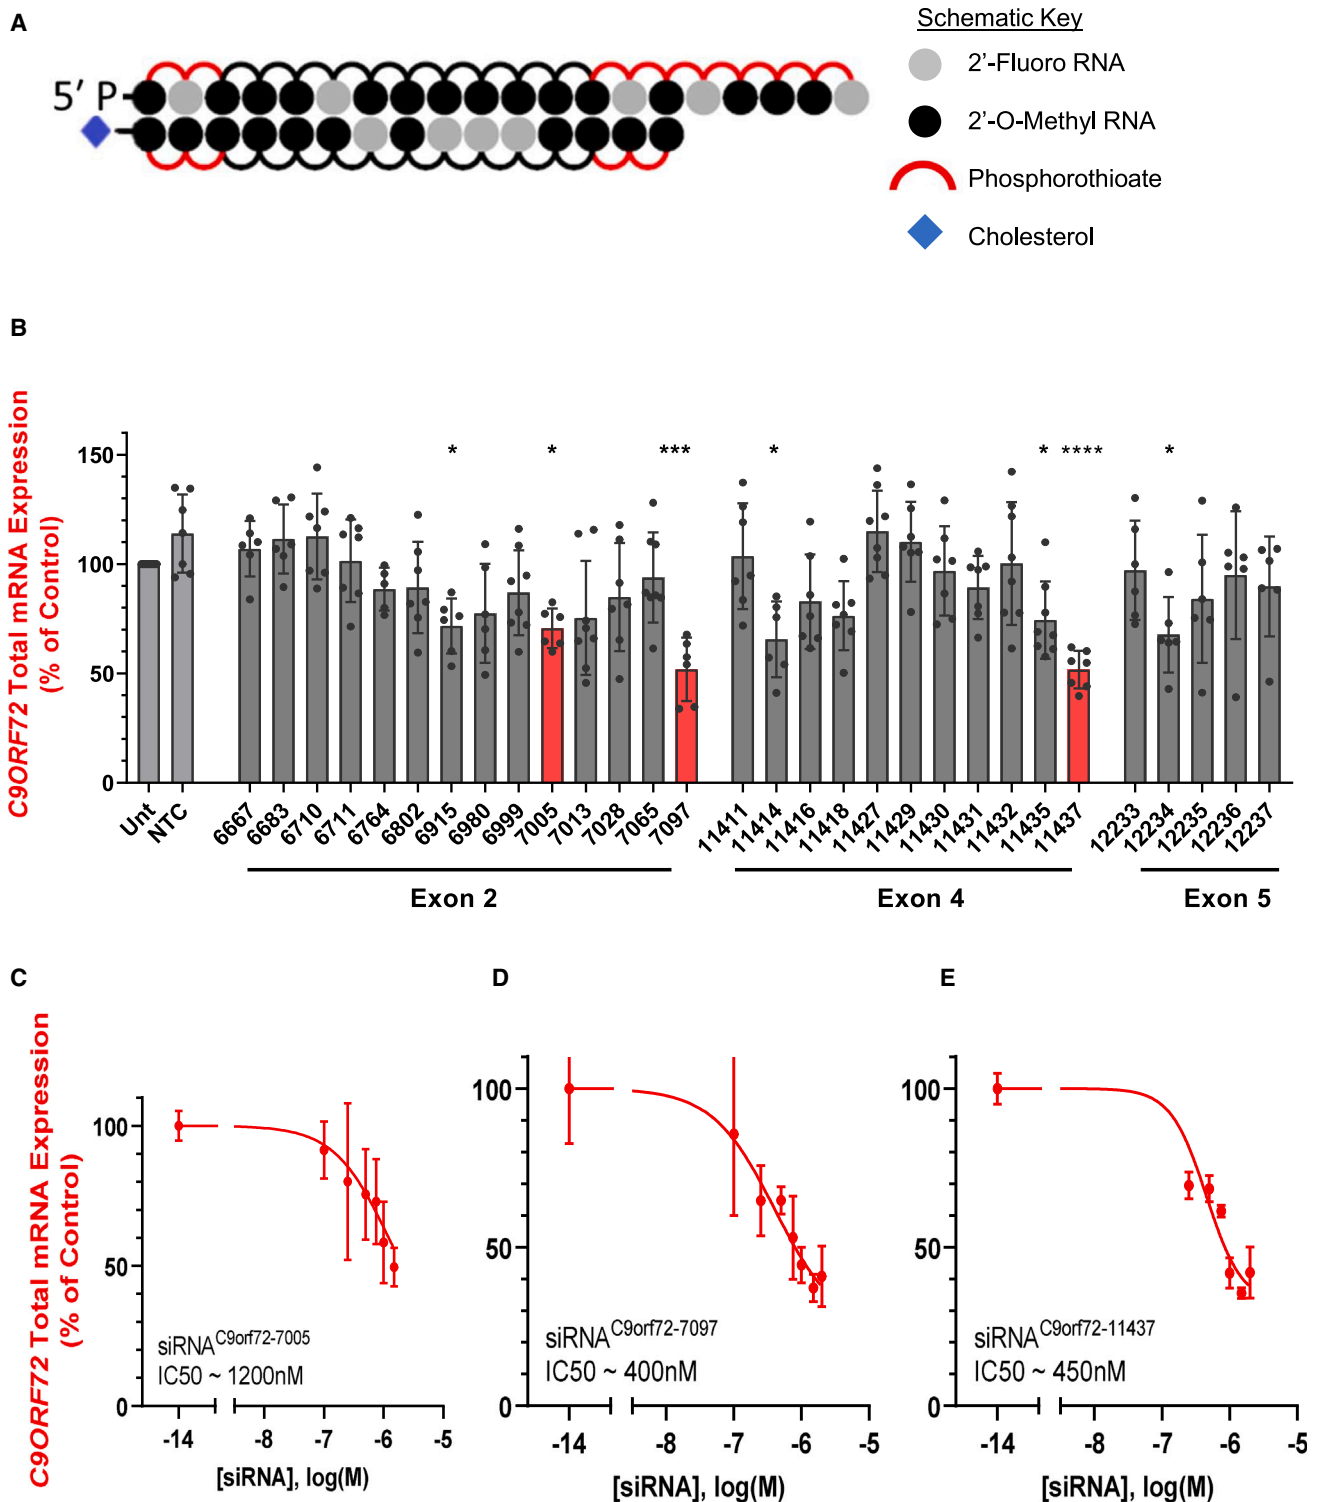 A
Schematic Key
5′ P
2'-Fluoro RNA
2'-O-Methyl RNA
Phosphorothioate
Cholesterol
B
C9ORF72 Total mRNA Expression
(% of Control)
150
100
50
0
* * *** * * **** *
Unt NTC 6667 6683 6710 6711 6764 6802 6915 6980 6999 7005 7013 7028 7065 7097 11411 11414 11416 11418 11427 11429 11430 11431 11432 11435 11437 12233 12234 12235 12236 12237
Exon 2 Exon 4 Exon 5
C
C9ORF72 Total mRNA Expression
(% of Control)
100
50
0
siRNA^C9orf72-7005
IC50 ~ 1200nM
-14 -8 -7 -6 -5
[siRNA], log(M)
D
100
50
0
siRNA^C9orf72-7097
IC50 ~ 400nM
-14 -8 -7 -6 -5
[siRNA], log(M)
E
100
50
0
siRNA^C9orf72-11437
IC50 ~ 450nM
-14 -8 -7 -6 -5
[siRNA], log(M)